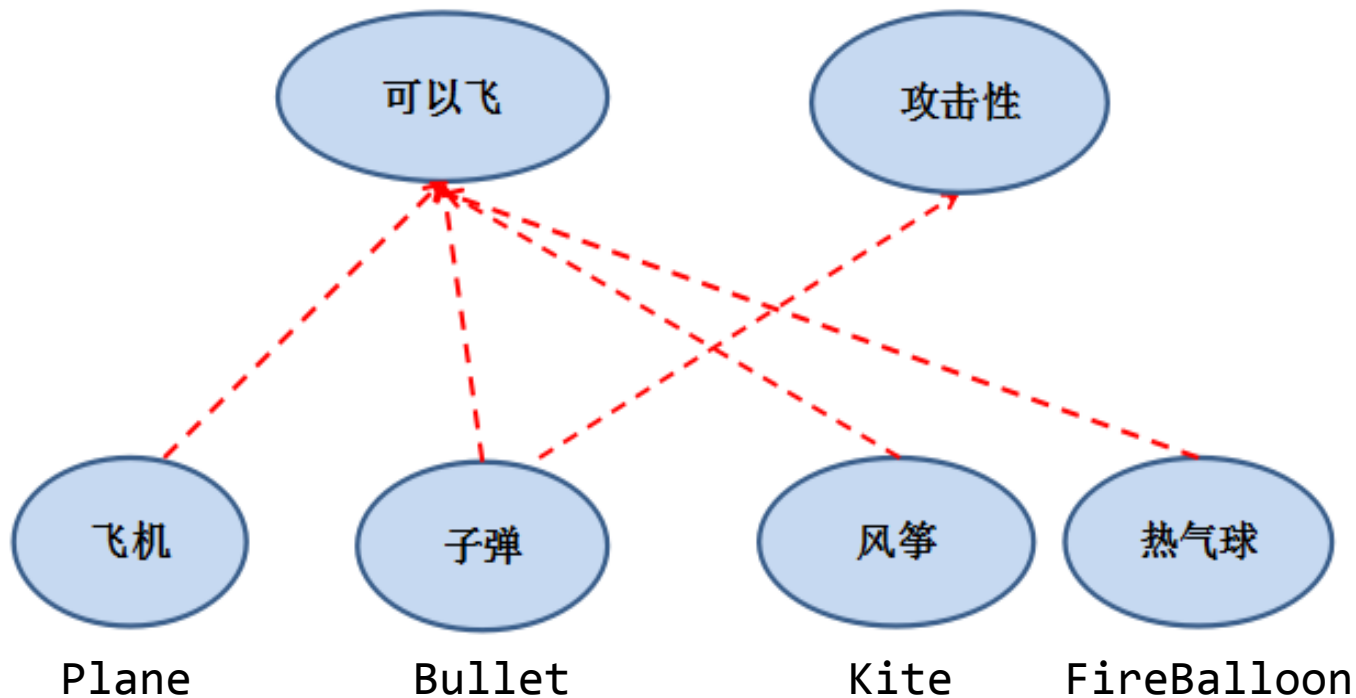 可以飞
攻击性
飞机
子弹
风筝
热气球
Plane
Bullet
Kite
FireBalloon